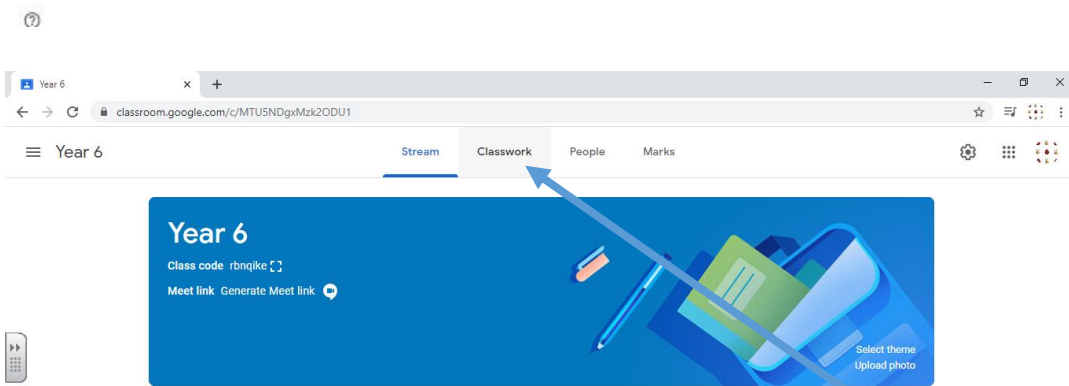 Year 6
classroom.google.com/c/MTU5NDgxMzk2ODU1
Year 6 Stream Classwork People Marks
Year 6
Class code rbnqike
Meet link Generate Meet link
Select theme
Upload photo